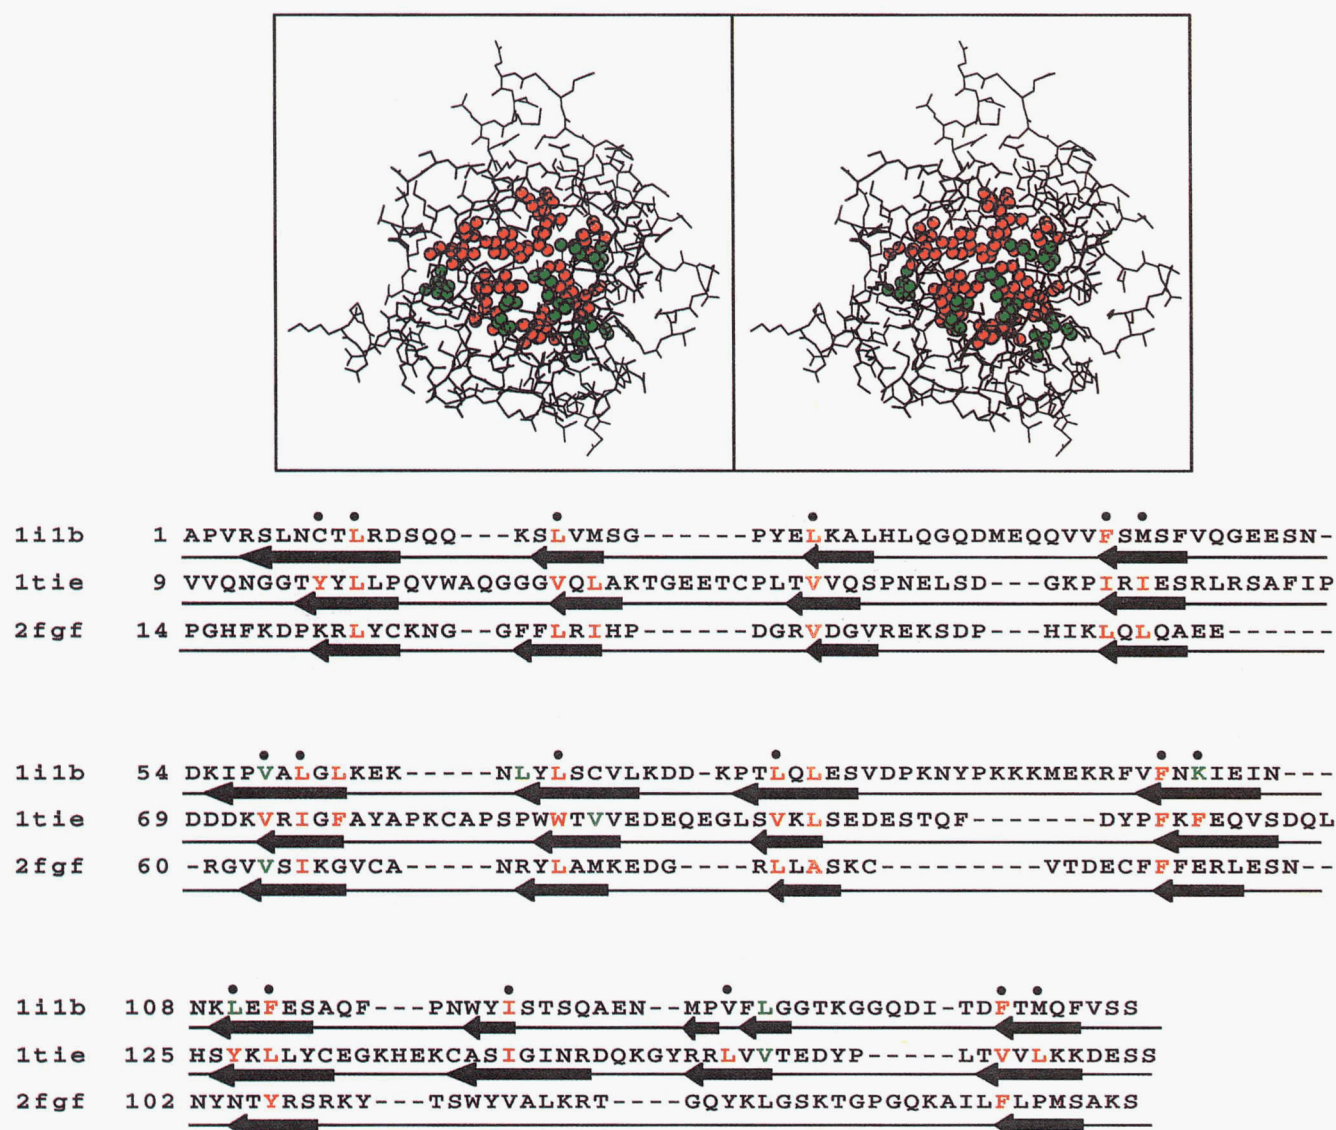 1i1b 1 APVRSLNCTLRDSQQ---KSLVMSG------PYELKALHLQGQDMEQQVVFSMSFVQGEESN-
1tie 9 VVQNGGTYYLLPQVWAQGGGVQLAKTGEETCPLTVVQSPNELSD---GKPIRIESRLRSAFIP
2fgf 14 PGHFKDPKRLYCKNG--GFFLRIHP------DGRVDGVREKSDP---HIKLQLQAEE------
1i1b 54 DKIPVALGLKEK-----NLYLSCVLKDD-KPTLQLESVDPKNYPKKKMEKRFVFNKIEIN---
1tie 69 DDDKVRIGFAYAPKCAPSPWWTVVEDEQEGLSVKLSEDESTQF-------DYPFKFEQVSDQL
2fgf 60 -RGVVSIKGVCA-----NRYLAMKEDG----RLLASKC---------VTDECFFFERLESN--
1i1b 108 NKLEFESAQF---PNWYISTSQAEN--MPVFLGGTKGGQDI-TDFTMQFVSS
1tie 125 HSYKLLYCEGKHEKCASIGINRDQKGYRRLVVTEDYP-----LTVVLKKDESS
2fgf 102 NYNTYRSRKY---TSWYVALKRT----GQYKLGSKTGPGQKAILFLPMSAKS